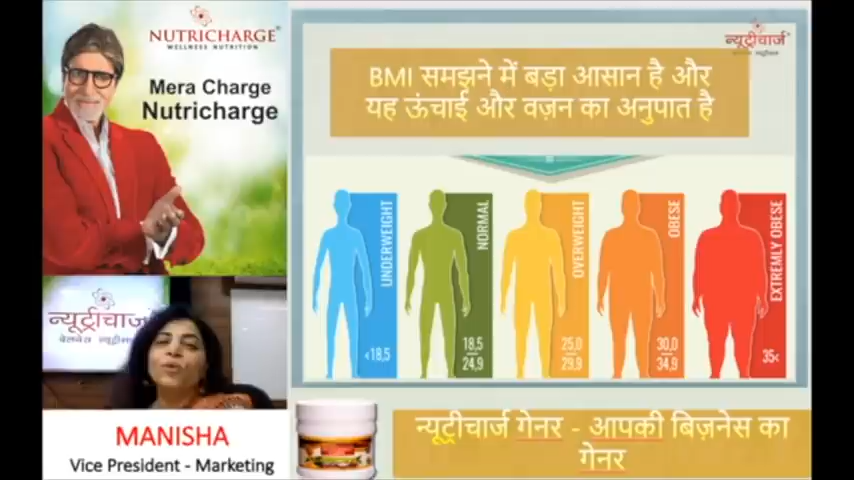 NUTRICHARGE
WELLNESS NUTRITION
Mera Charge
Nutricharge
न्यूट्रीचार्ज
MANISHA
Vice President - Marketing
न्यूट्रीचार्ज
BMI समझने में बड़ा आसान है और
यह ऊंचाई और वज़न का अनुपात है
UNDERWEIGHT
<18,5
NORMAL
18,5
24,9
OVERWEIGHT
25,0
29,9
OBESE
30,0
34,9
EXTREMLY OBESE
35<
न्यूट्रीचार्ज गेनर - आपकी बिज़नेस का
गेनर